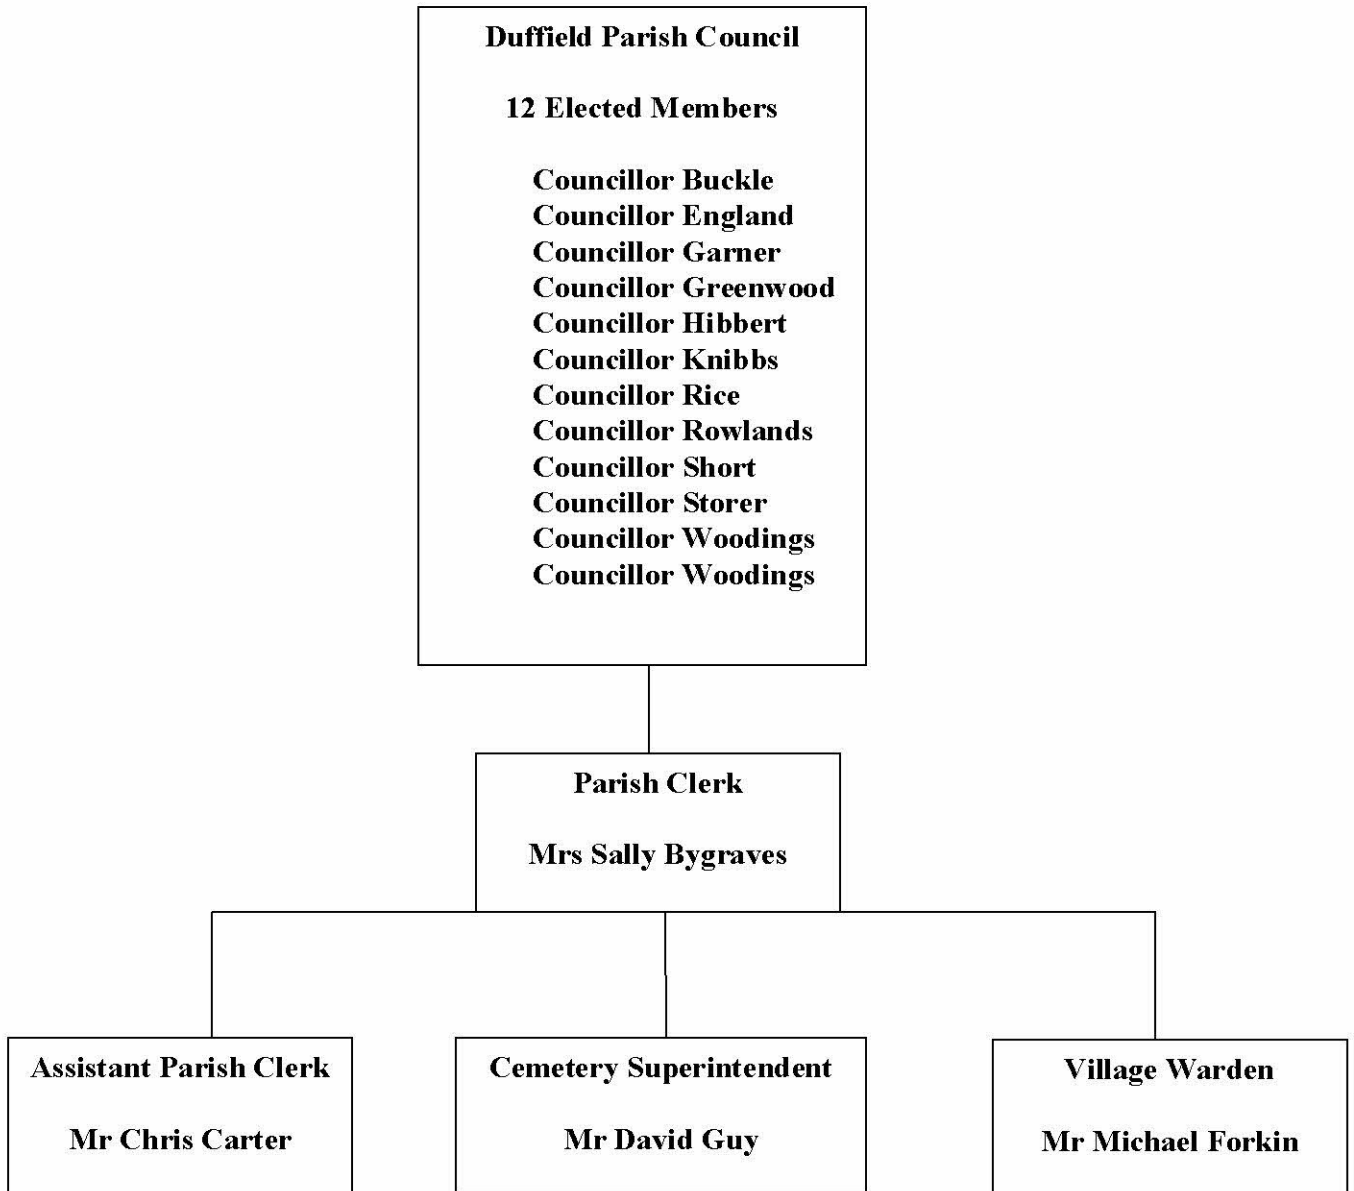 Duffield Parish Council
12 Elected Members
Councillor Buckle
Councillor England
Councillor Garner
Councillor Greenwood
Councillor Hibbert
Councillor Knibbs
Councillor Rice
Councillor Rowlands
Councillor Short
Councillor Storer
Councillor Woodings
Councillor Woodings
Parish Clerk
Mrs Sally Bygraves
Assistant Parish Clerk
Mr Chris Carter
Cemetery Superintendent
Mr David Guy
Village Warden
Mr Michael Forkin